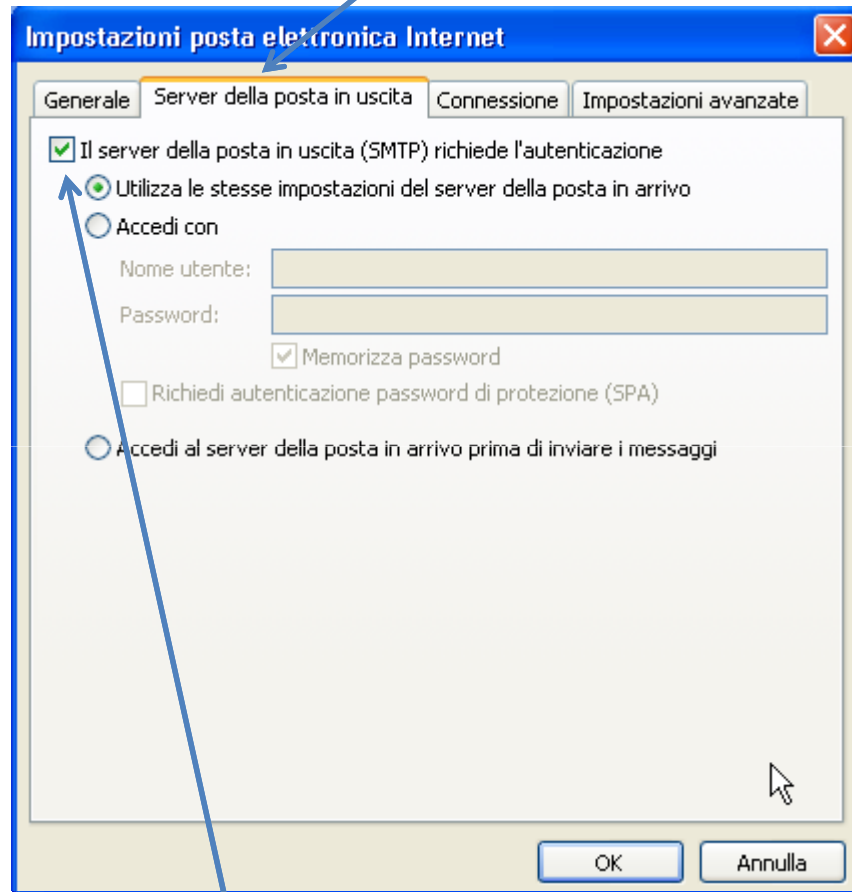 Impostazioni posta elettronica Internet
Generale Server della posta in uscita Connessione Impostazioni avanzate
Il server della posta in uscita (SMTP) richiede l'autenticazione
Utilizza le stesse impostazioni del server della posta in arrivo
Accedi con
Nome utente:
Password:
Memorizza password
Richiedi autenticazione password di protezione (SPA)
Accedi al server della posta in arrivo prima di inviare i messaggi
OK Annulla